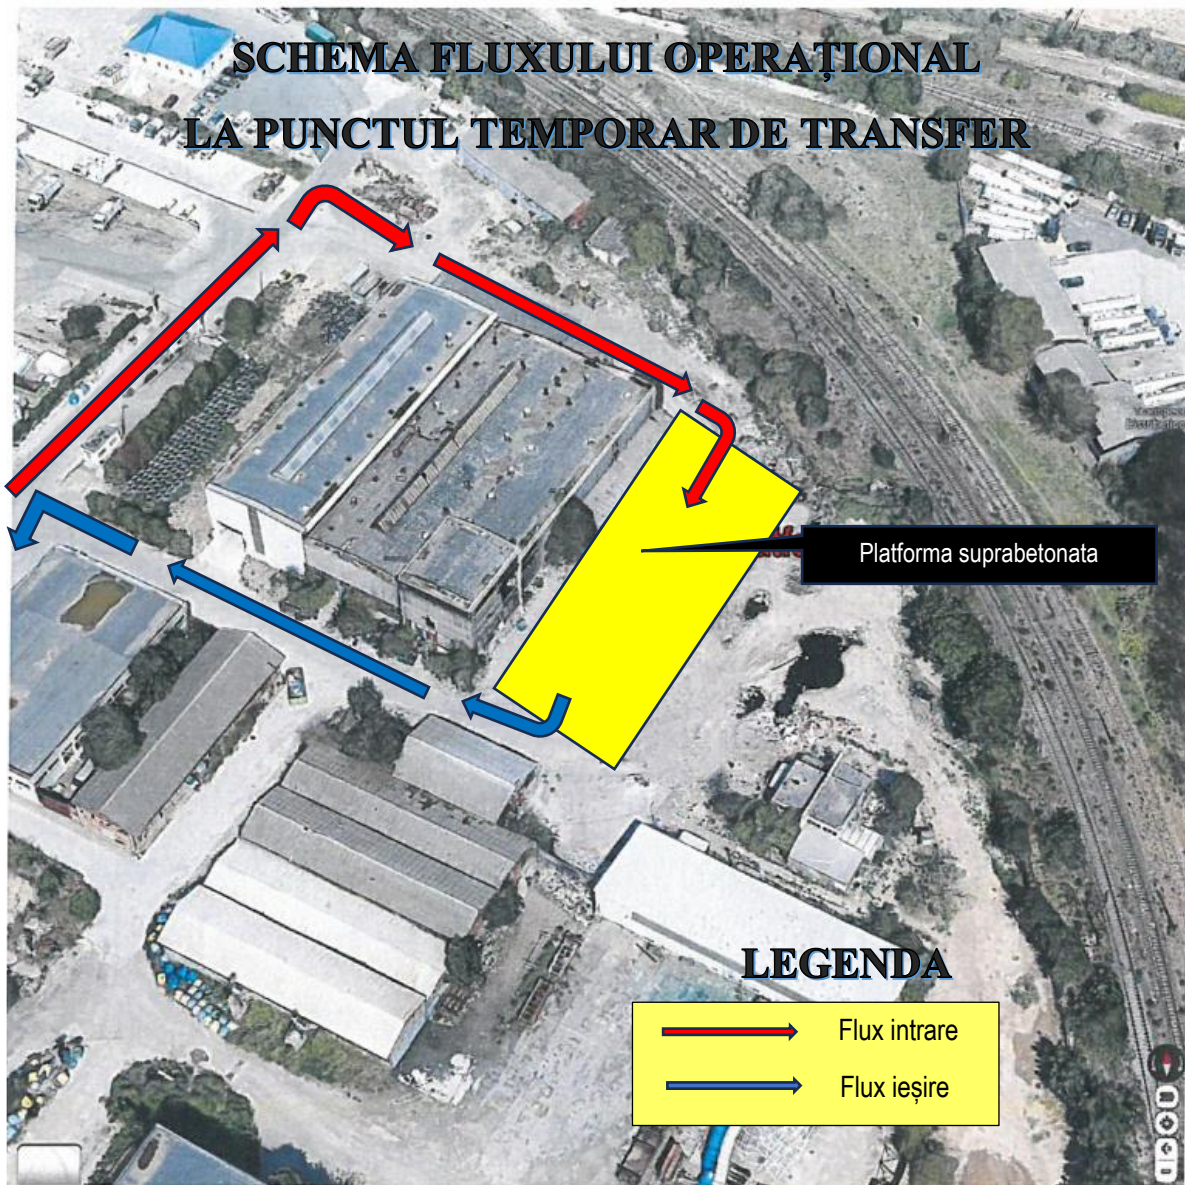 SCHEMA FLUXULUI OPERAȚIONAL
LA PUNCTUL TEMPORAR DE TRANSFER
Platforma suprabetonata
LEGENDA
Flux intrare
Flux ieșire